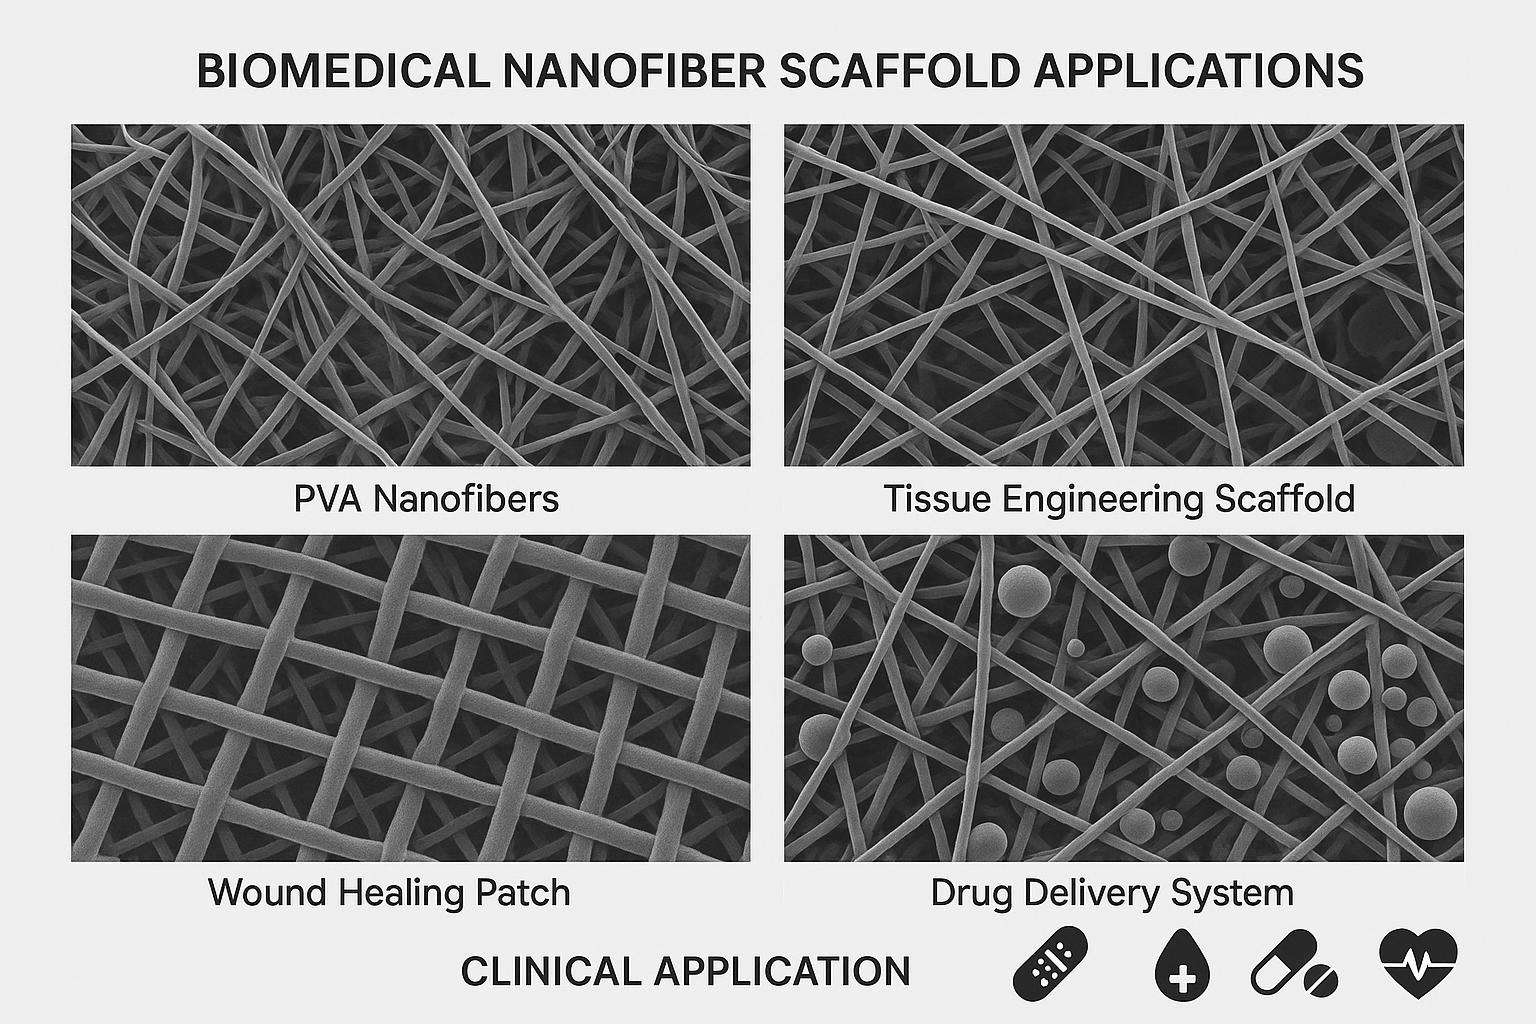 BIOMEDICAL NANOFIBER SCAFFOLD APPLICATIONS
PVA Nanofibers
Tissue Engineering Scaffold
Wound Healing Patch
Drug Delivery System
CLINICAL APPLICATION